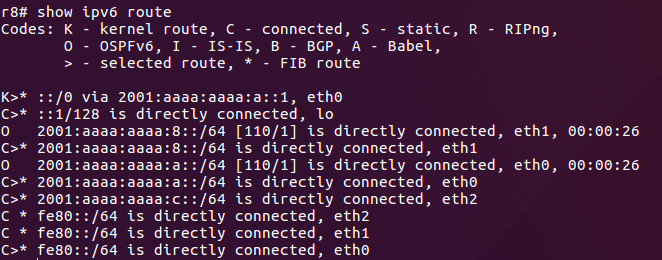 r8# show ipv6 route
Codes: K - kernel route, C - connected, S - static, R - RIPng,
       O - OSPFv6, I - IS-IS, B - BGP, A - Babel,
       > - selected route, * - FIB route

K>* ::/0 via 2001:aaaa:aaaa:a::1, eth0
C>* ::1/128 is directly connected, lo
O   2001:aaaa:aaaa:8::/64 [110/1] is directly connected, eth1, 00:00:26
C>* 2001:aaaa:aaaa:8::/64 is directly connected, eth1
O   2001:aaaa:aaaa:a::/64 [110/1] is directly connected, eth0, 00:00:26
C>* 2001:aaaa:aaaa:a::/64 is directly connected, eth0
C>* 2001:aaaa:aaaa:c::/64 is directly connected, eth2
C * fe80::/64 is directly connected, eth2
C * fe80::/64 is directly connected, eth1
C>* fe80::/64 is directly connected, eth0